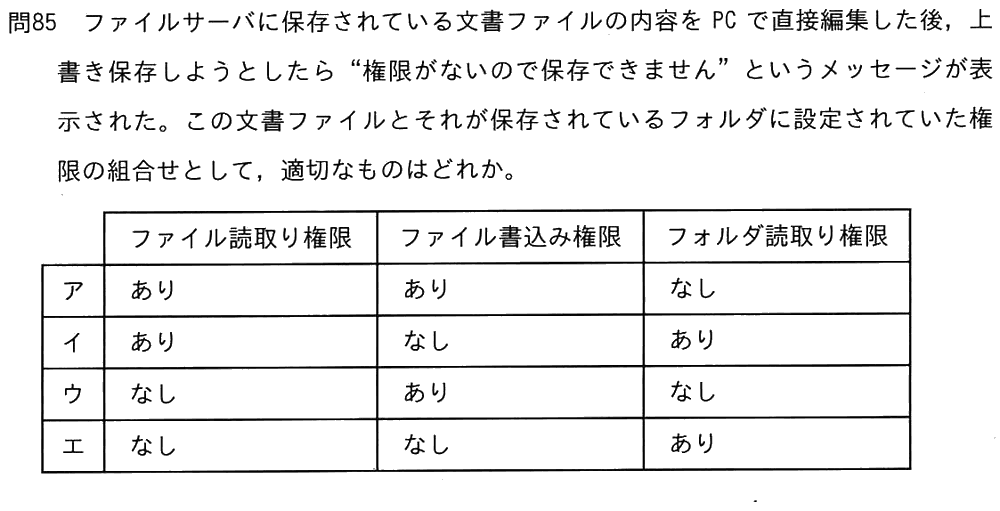 問85 ファイルサーバに保存されている文書ファイルの内容を PC で直接編集した後，上
書き保存しようとしたら“権限がないので保存できません”というメッセージが表
示された。この文書ファイルとそれが保存されているフォルダに設定されていた権
限の組合せとして，適切なものはどれか。
ファイル読取り権限 ファイル書込み権限 フォルダ読取り権限
ア あり あり なし
イ あり なし あり
ウ なし あり なし
エ なし なし あり